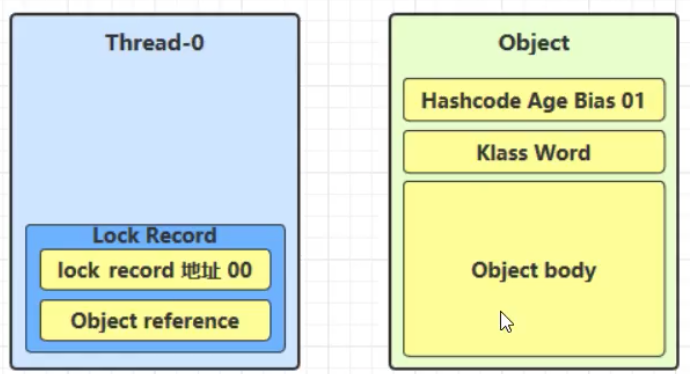 Thread-0
Lock Record
lock record 地址 00
Object reference
Object
Hashcode Age Bias 01
Klass Word
Object body